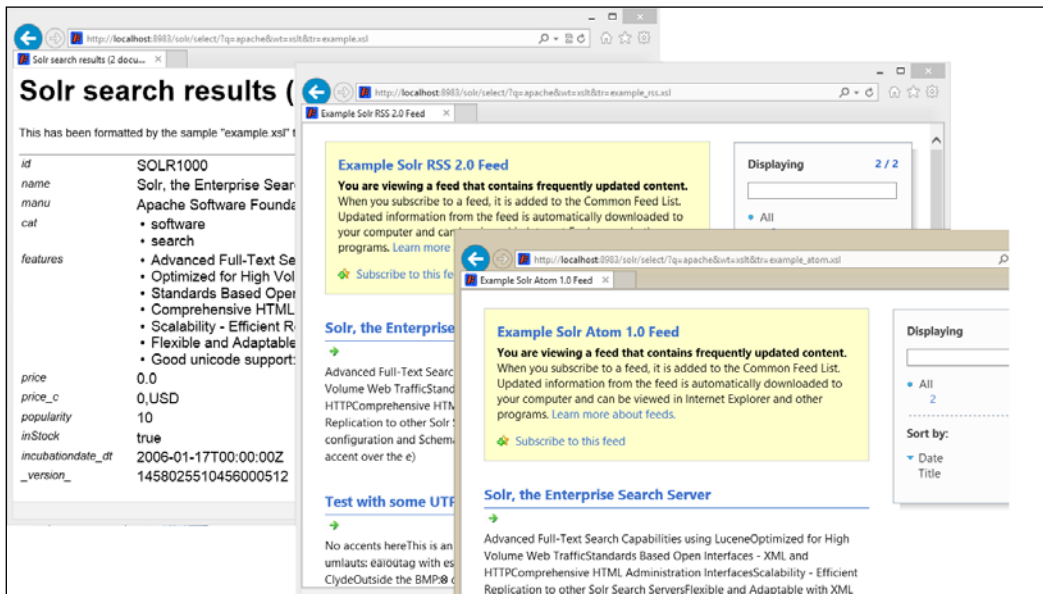 http://localhost:8983/solr/select/?q=apache&wt=xslt&tr=example.xsl
Solr search results (2 docu...
Solr search results (
This has been formatted by the sample "example.xsl" t
id SOLR1000
name Solr, the Enterprise Sear
manu Apache Software Founda
cat • software
• search
features • Advanced Full-Text Se
• Optimized for High Vol
• Standards Based Oper
• Comprehensive HTML
• Scalability - Efficient R
• Flexible and Adaptable
• Good unicode support:
price 0.0
price_c 0,USD
popularity 10
inStock true
incubationdate_dt 2006-01-17T00:00:00Z
_version_ 1458025510456000512
http://localhost:8983/solr/select/?q=apache&wt=xslt&tr=example_rss.xsl
Example Solr RSS 2.0 Feed
Example Solr RSS 2.0 Feed
You are viewing a feed that contains frequently updated content.
When you subscribe to a feed, it is added to the Common Feed List.
Updated information from the feed is automatically downloaded to
your computer and can
programs. Learn more
Subscribe to this fe
Displaying 2 / 2
• All
Solr, the Enterprise
Advanced Full-Text Searc
Volume Web TrafficStand
HTTPComprehensive HTM
Replication to other Solr S
configuration and Schema
accent over the e)
Test with some UTF
No accents hereThis is an
umlauts: ëäïöütag with es
ClydeOutside the BMP:
http://localhost:8983/solr/select/?q=apache&wt=xslt&tr=example_atom.xsl
Example Solr Atom 1.0 Feed
Example Solr Atom 1.0 Feed
You are viewing a feed that contains frequently updated content.
When you subscribe to a feed, it is added to the Common Feed List.
Updated information from the feed is automatically downloaded to
your computer and can be viewed in Internet Explorer and other
programs. Learn more about feeds.
Subscribe to this feed
Displaying
• All
2
Sort by:
Date
Title
Solr, the Enterprise Search Server
Advanced Full-Text Search Capabilities using LuceneOptimized for High
Volume Web TrafficStandards Based Open Interfaces - XML and
HTTPComprehensive HTML Administration InterfacesScalability - Efficient
Replication to other Solr Search ServersFlexible and Adaptable with XML